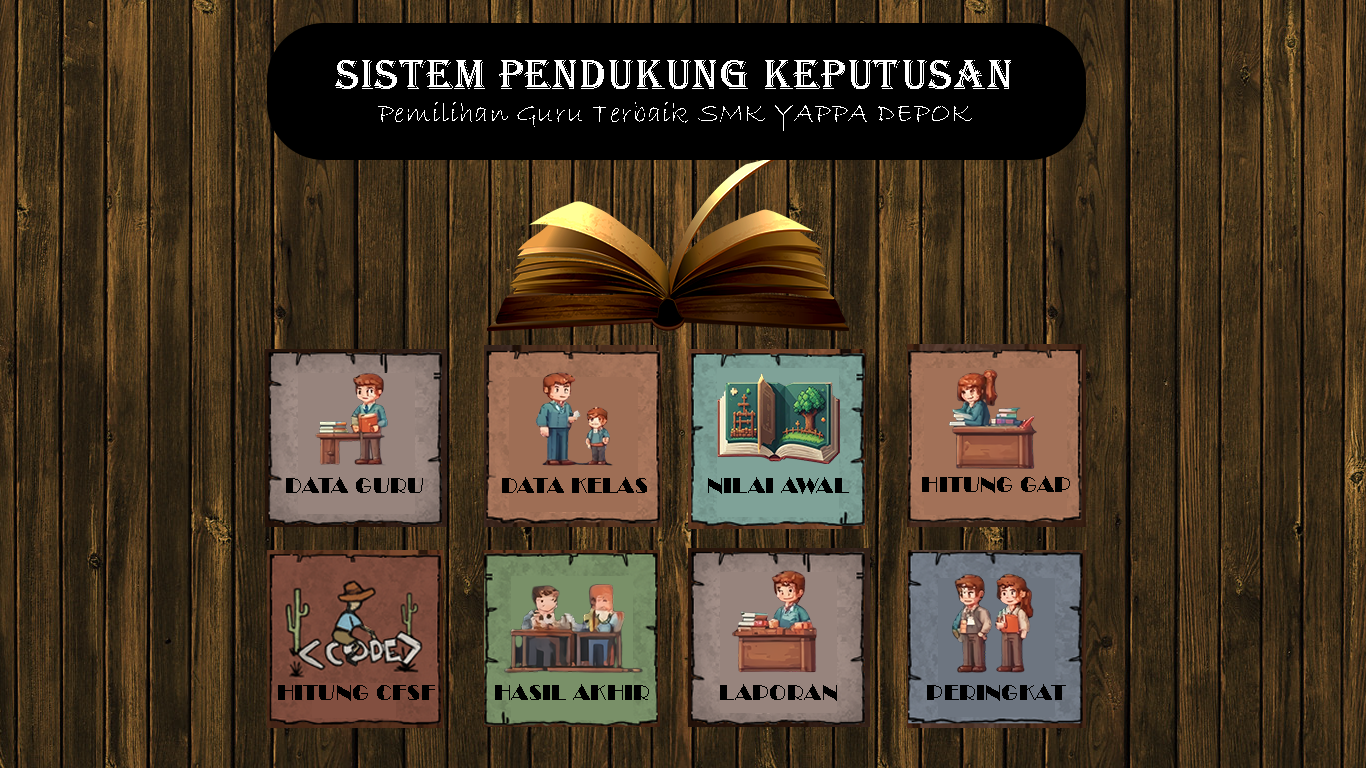 SISTEM PENDUKUNG KEPUTUSAN
Pemilihan Guru Terbaik SMK YAPPA DEPOK
DATA GURU
DATA KELAS
NILAI AWAL
HITUNG GAP
<CODE>
HITUNG CFSF
HASIL AKHIR
LAPORAN
PERINGKAT